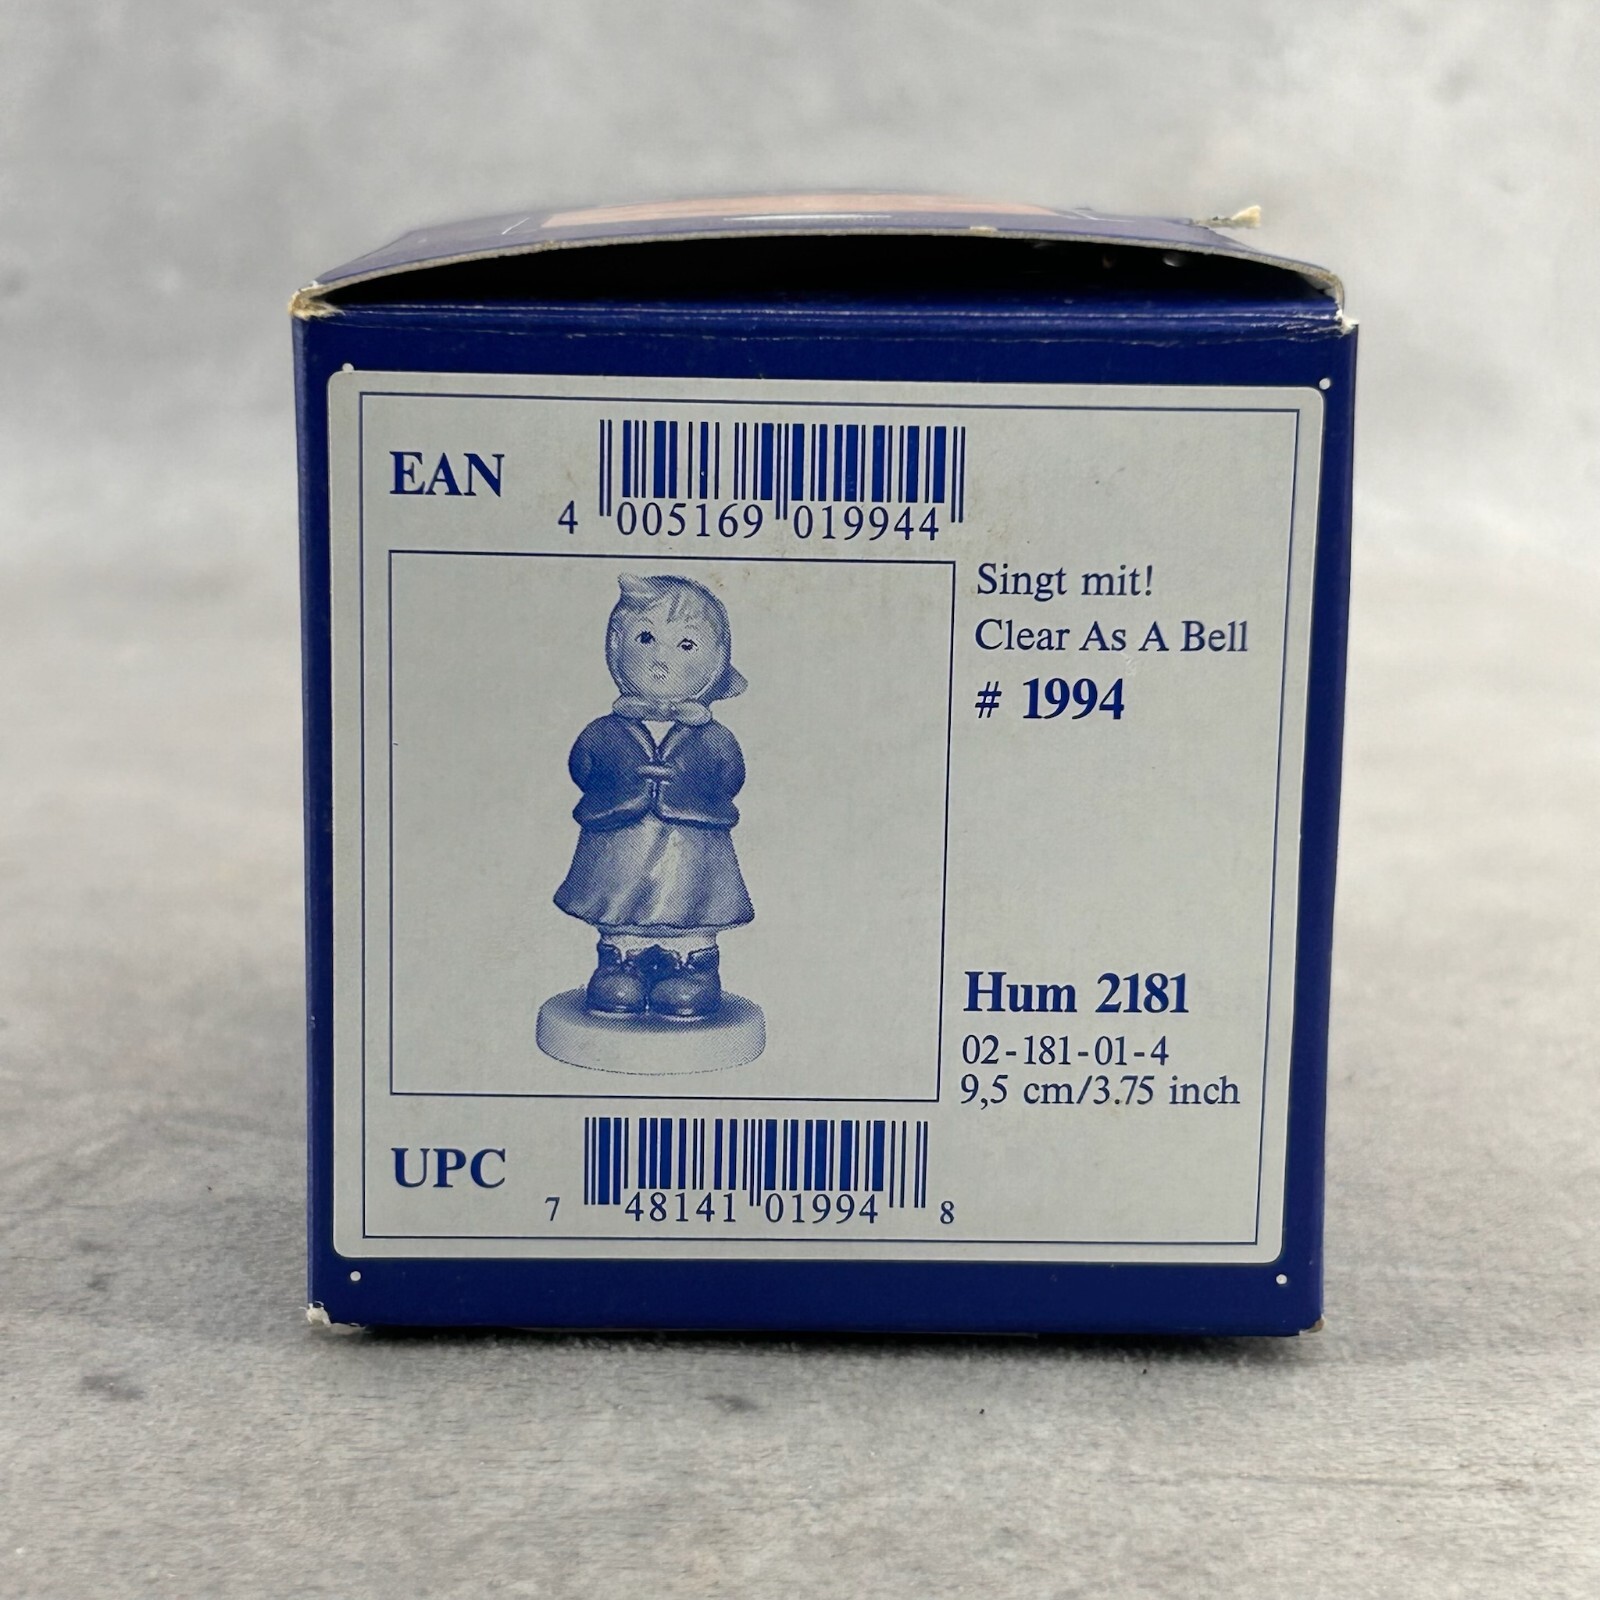 EAN
4 005169 019944
Singt mit!
Clear As A Bell
# 1994
Hum 2181
02-181-01-4
9,5 cm/3.75 inch
UPC
7 48141 01994 8